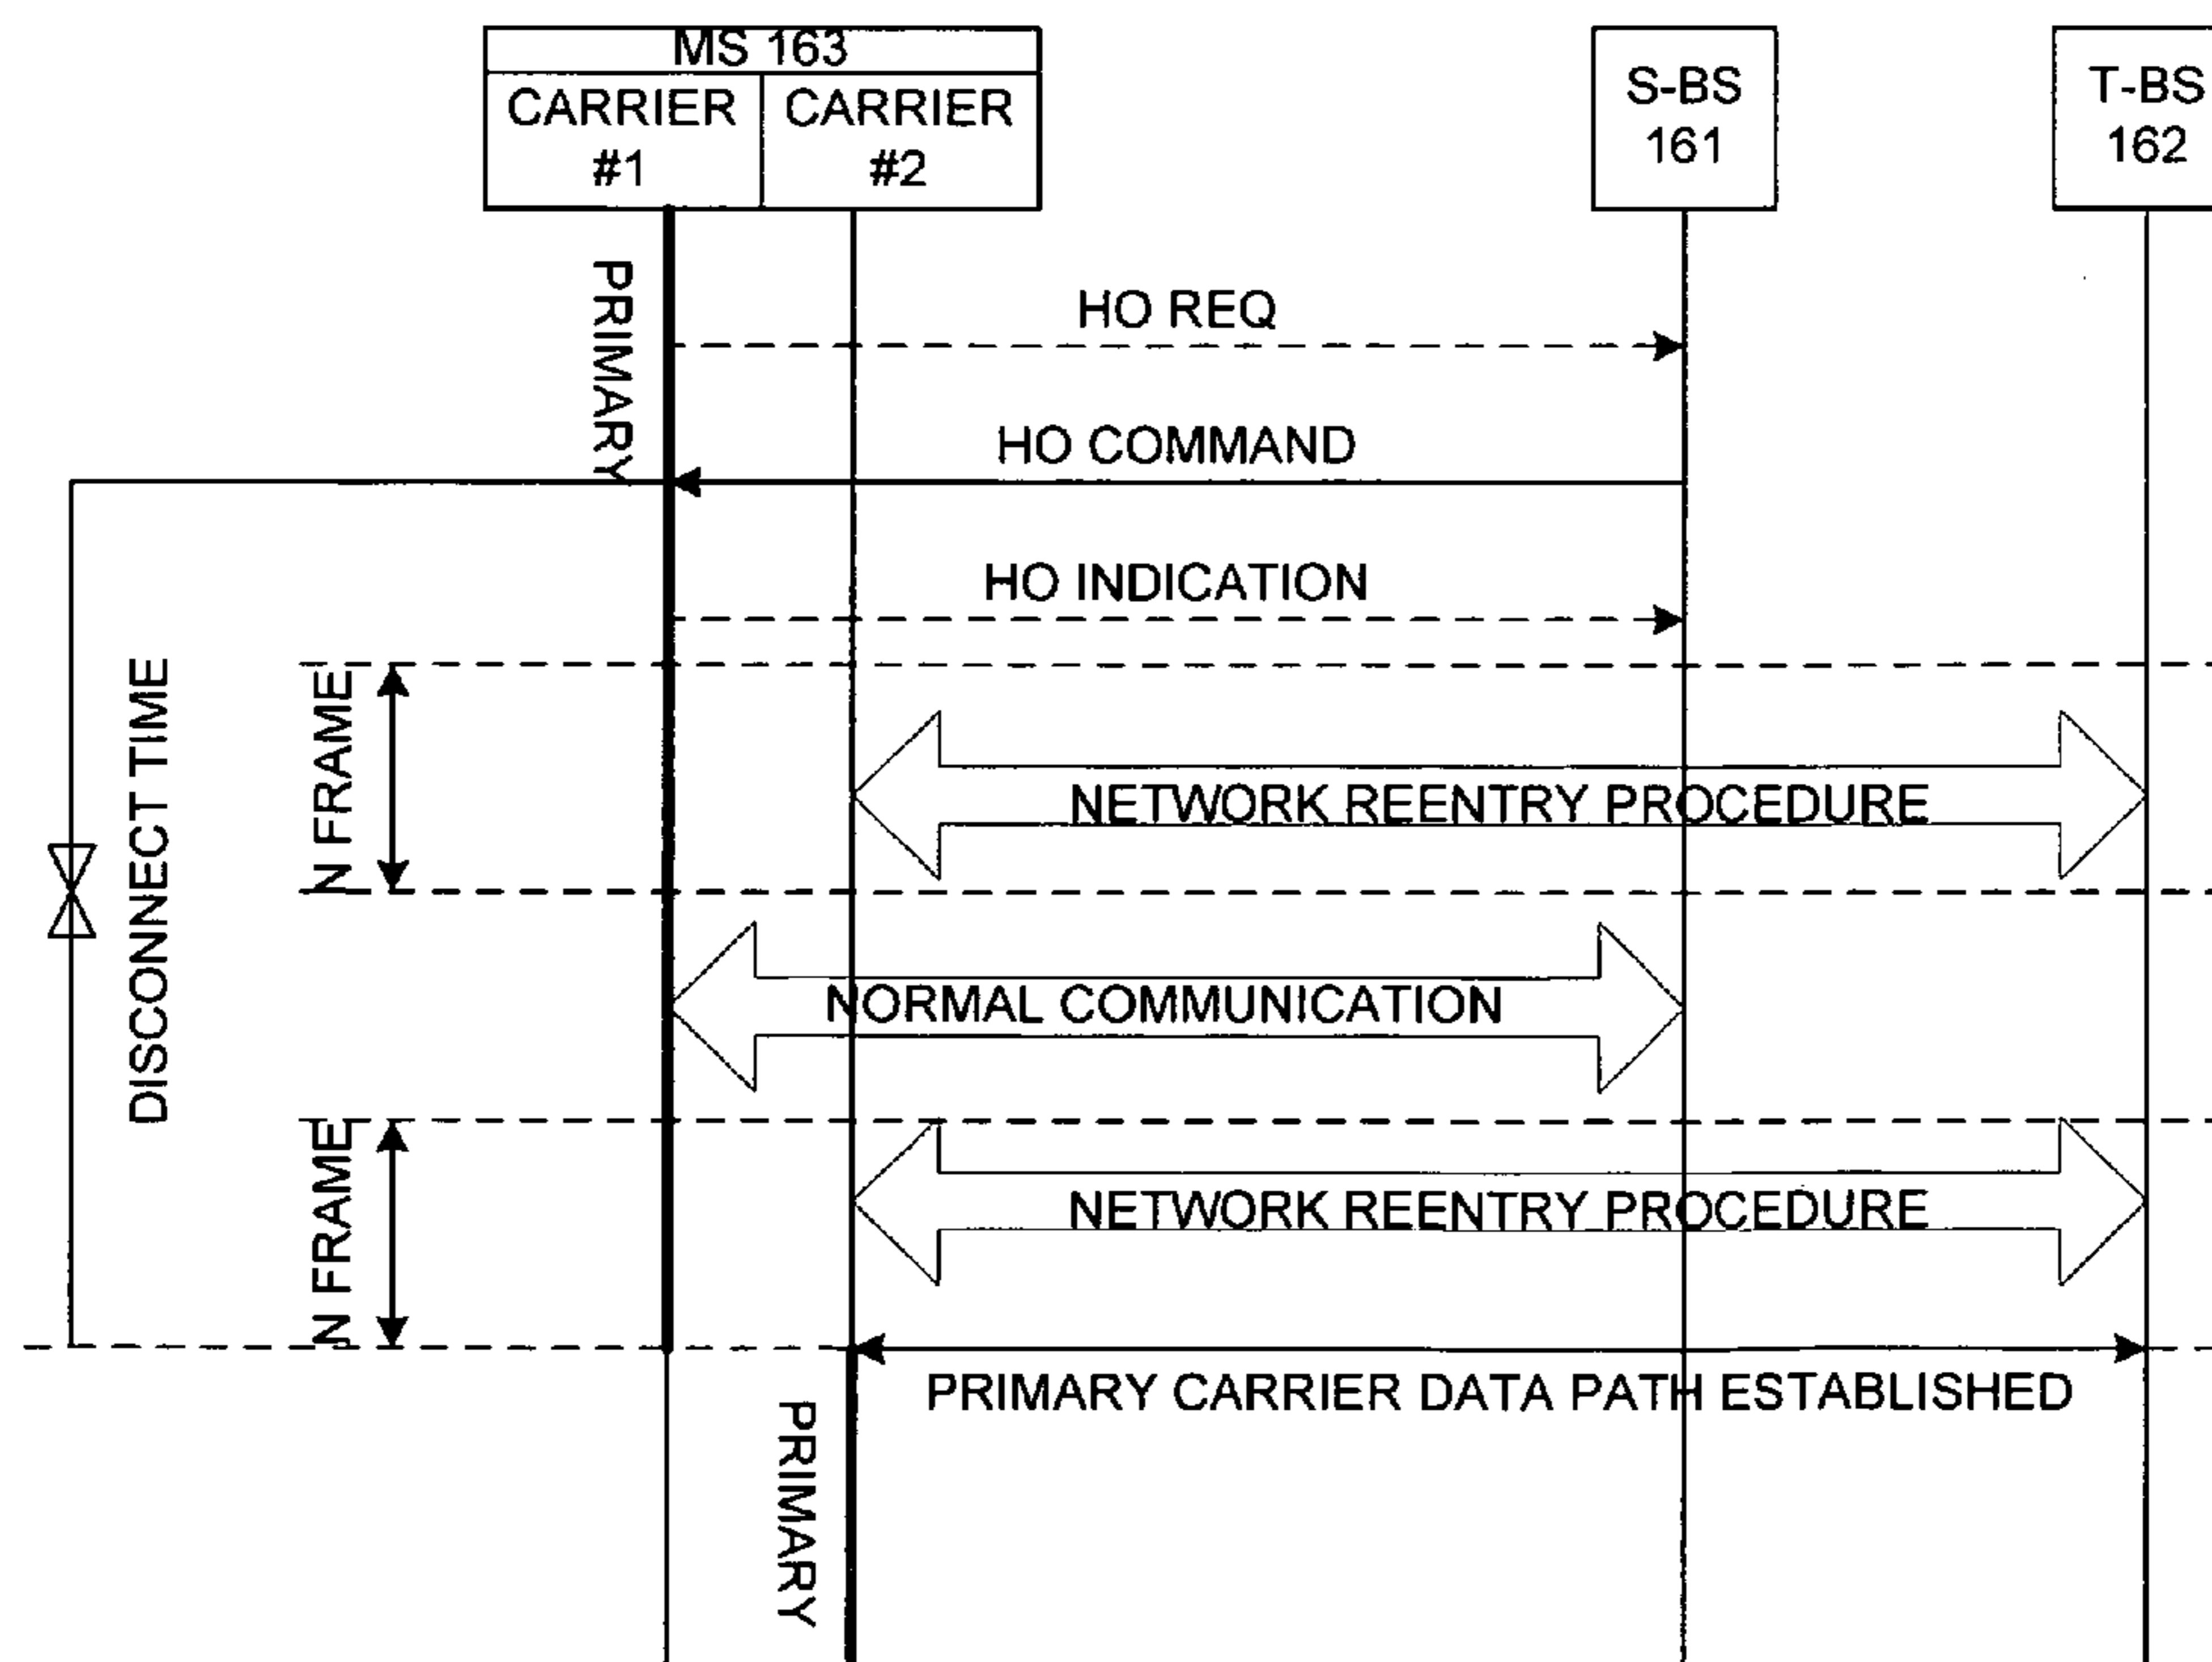 MS 163
CARRIER
#1
CARRIER
#2
S-BS
161
T-BS
162
PRIMARY
HO REQ
HO COMMAND
HO INDICATION
DISCONNECT TIME
N FRAME
NETWORK REENTRY PROCEDURE
NORMAL COMMUNICATION
N FRAME
NETWORK REENTRY PROCEDURE
PRIMARY CARRIER DATA PATH ESTABLISHED
PRIMARY